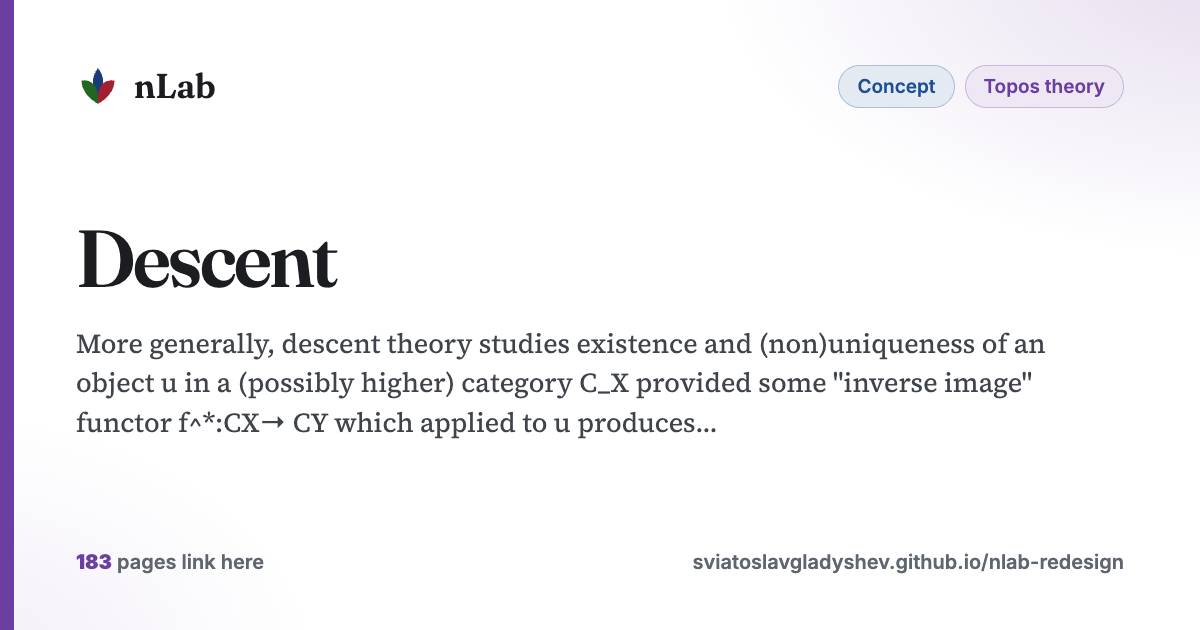 nLab
Concept
Topos theory
Descent
More generally, descent theory studies existence and (non)uniqueness of an
object u in a (possibly higher) category C_X provided some "inverse image"
functor f^*:CX→ CY which applied to u produces...
183 pages link here
sviatoslavgladyshev.github.io/nlab-redesign